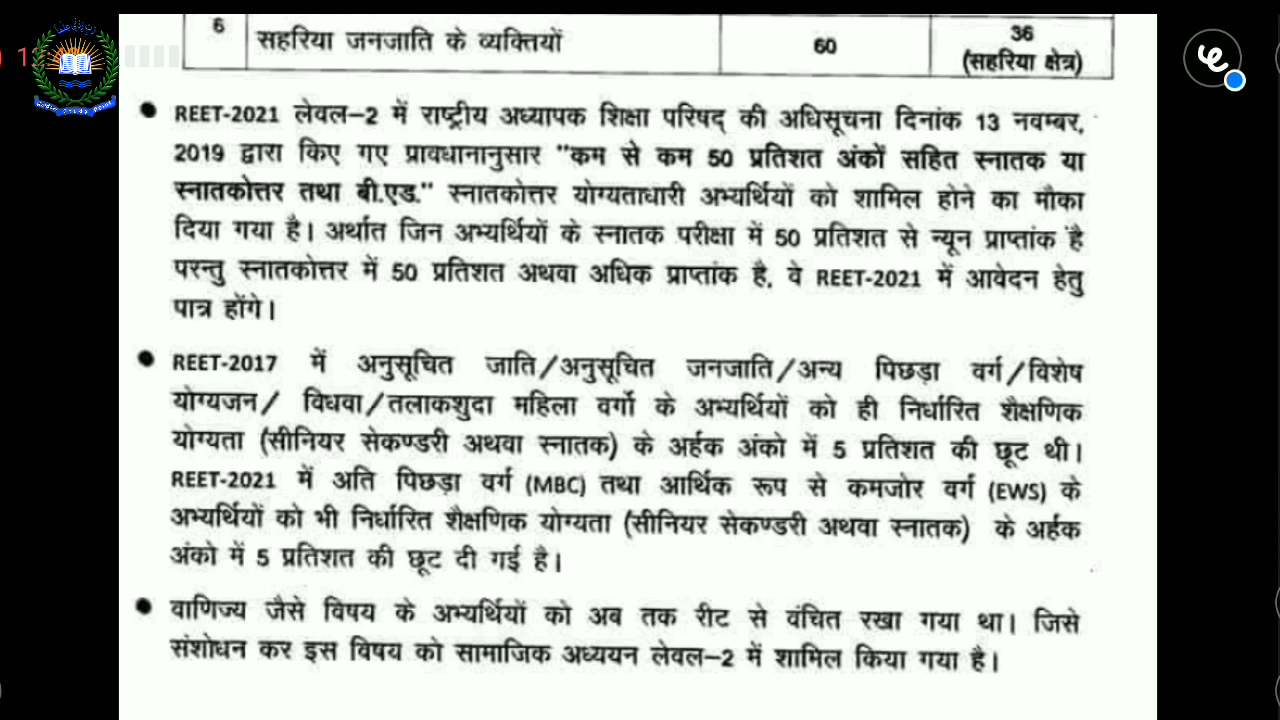 6 सहरिया जनजाति के व्यक्तियों 60 36
(सहरिया क्षेत्र)
REET-2021 लेवल-2 में राष्ट्रीय अध्यापक शिक्षा परिषद् की अधिसूचना दिनांक 13 नवम्बर,
2019 द्वारा किए गए प्रावधानानुसार "कम से कम 50 प्रतिशत अंकों सहित स्नातक या
स्नातकोत्तर तथा बी.एड." स्नातकोत्तर योग्यताधारी अभ्यर्थियों को शामिल होने का मौका
दिया गया है। अर्थात जिन अभ्यर्थियों के स्नातक परीक्षा में 50 प्रतिशत से न्यून प्राप्तांक है
परन्तु स्नातकोत्तर में 50 प्रतिशत अथवा अधिक प्राप्तांक है, वे REET-2021 में आवेदन हेतु
पात्र होंगे।
REET-2017 में अनुसूचित जाति/अनुसूचित जनजाति/अन्य पिछड़ा वर्ग/विशेष
योग्यजन/ विधवा/तलाकशुदा महिला वर्गो के अभ्यर्थियों को ही निर्धारित शैक्षणिक
योग्यता (सीनियर सेकण्डरी अथवा स्नातक) के अर्हक अंको में 5 प्रतिशत की छूट थी।
REET-2021 में अति पिछड़ा वर्ग (MBC) तथा आर्थिक रूप से कमजोर वर्ग (EWS) के
अभ्यर्थियों को भी निर्धारित शैक्षणिक योग्यता (सीनियर सेकण्डरी अथवा स्नातक) के अर्हक
अंको में 5 प्रतिशत की छूट दी गई है।
वाणिज्य जैसे विषय के अभ्यर्थियों को अब तक रीट से वंचित रखा गया था। जिसे
संशोधन कर इस विषय को सामाजिक अध्ययन लेवल-2 में शामिल किया गया है।